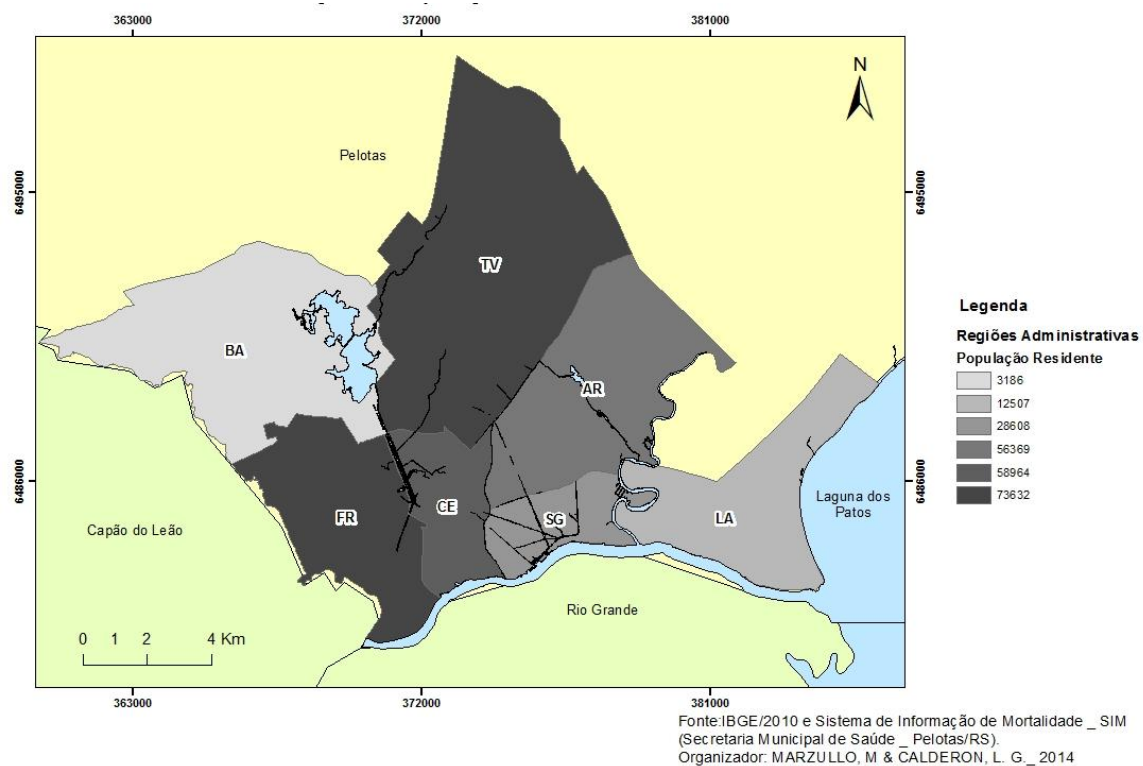 363000 372000 381000
N
Pelotas
6495000 6495000
TV
BA
AR
Legenda
Regiões Administrativas
População Residente
3186
12507
28608
56369
58964
73632
6486000 6486000
Laguna dos
Patos
FR CE SG LA
Capão do Leão
Rio Grande
0 1 2 4 Km
363000 372000 381000
Fonte:IBGE/2010 e Sistema de Informação de Mortalidade _ SIM
(Secretaria Municipal de Saúde _ Pelotas/RS).
Organizador: MARZULLO, M & CALDERON, L. G._ 2014